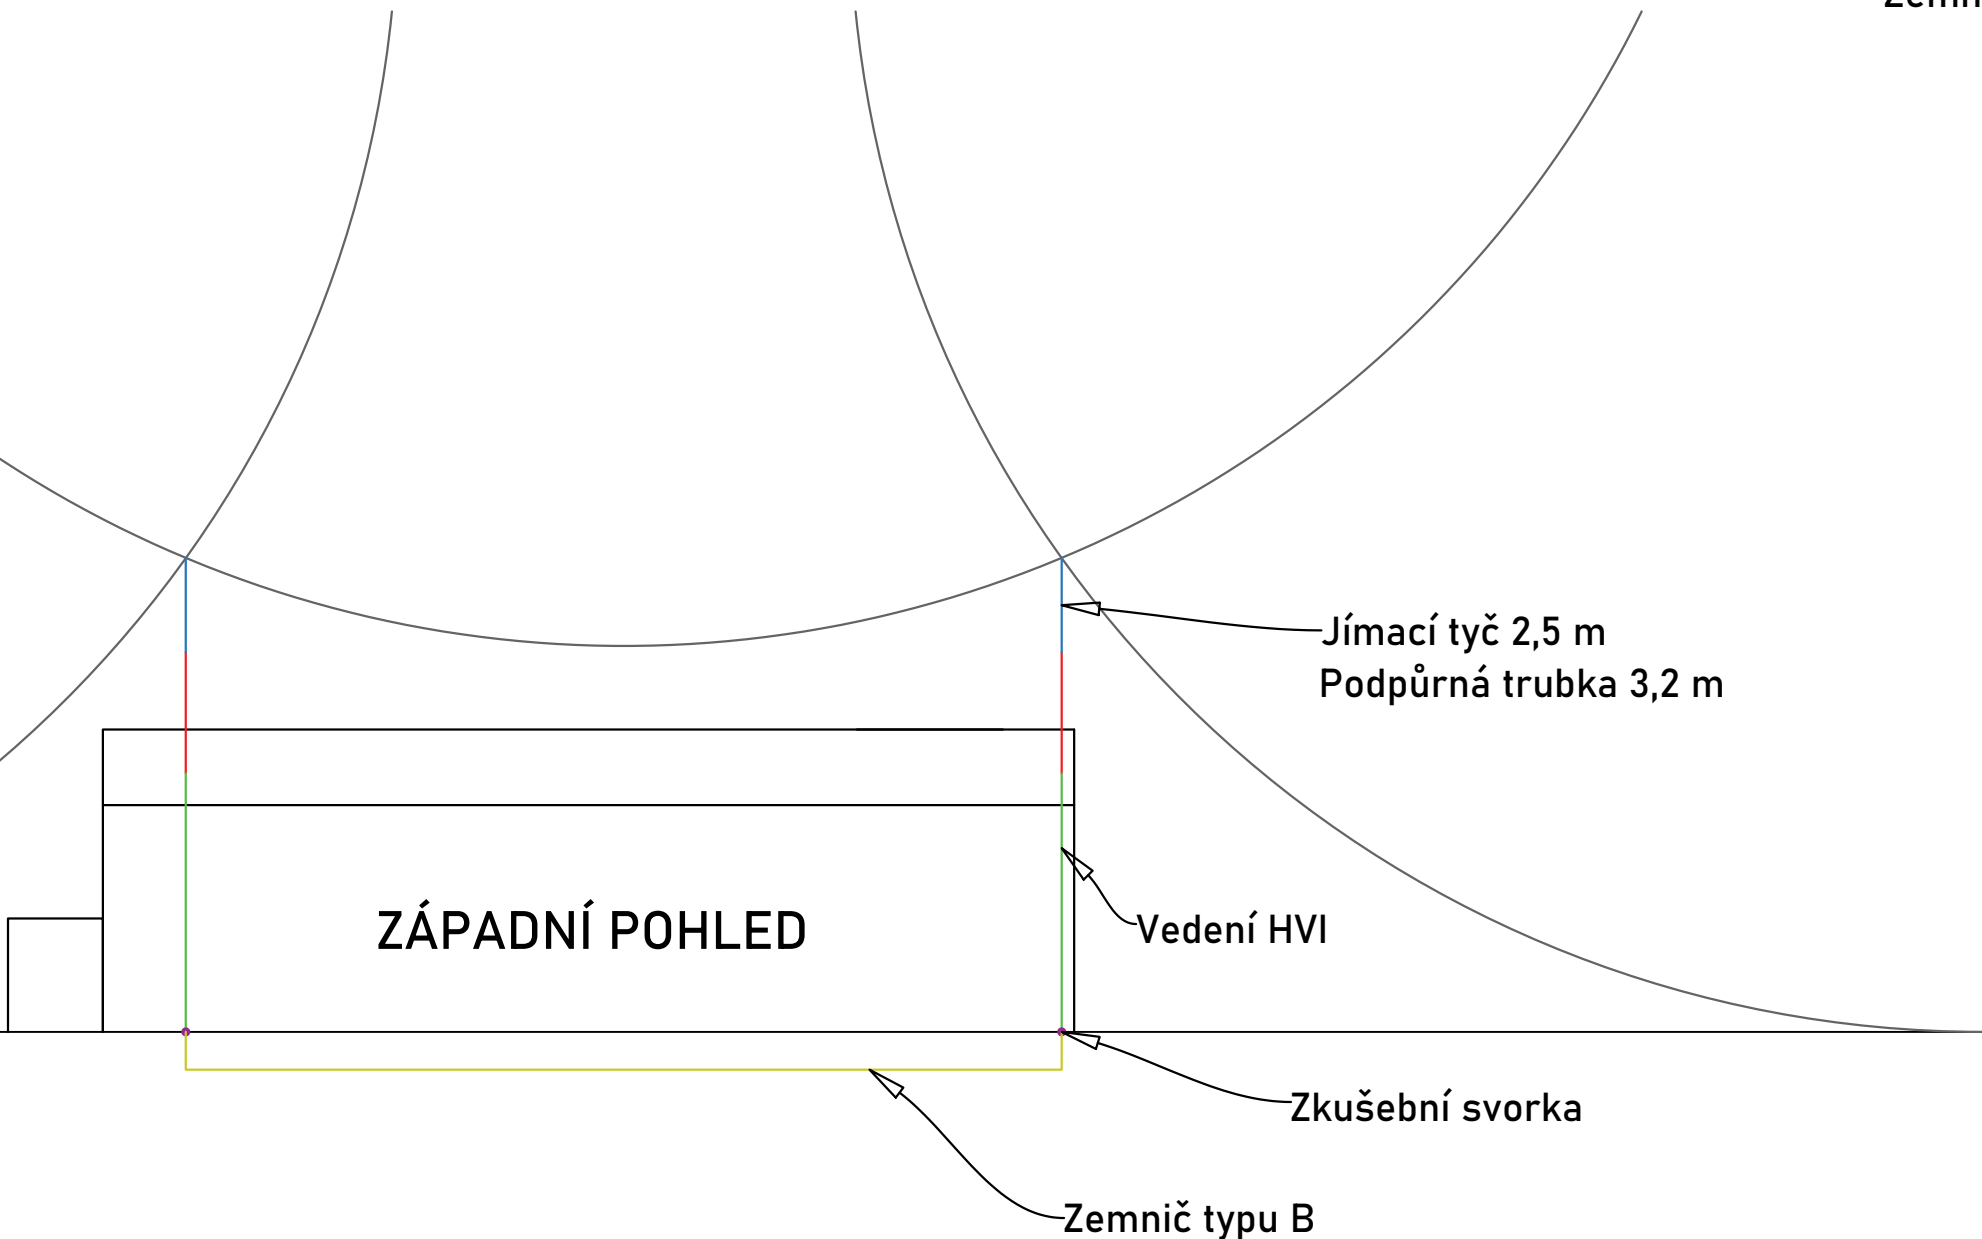 Jímací tyč 2,5 m
Podpůrná trubka 3,2 m
ZÁPADNÍ POHLED
Vedení HVI
Zkušební svorka
Zemnič typu B